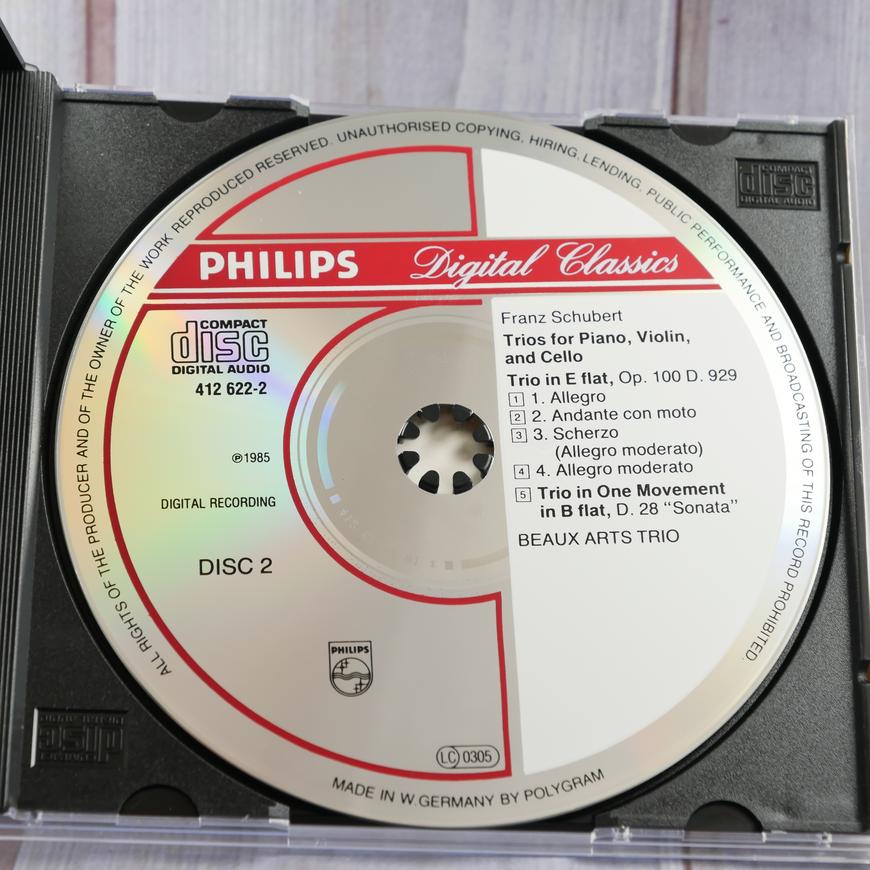 ALL RIGHTS OF THE PRODUCER AND OF THE OWNER OF THE WORK REPRODUCED RESERVED. UNAUTHORISED COPYING, HIRING, LENDING, PUBLIC PERFORMANCE AND BROADCASTING OF THIS RECORD PROHIBITED.
PHILIPS Digital Classics
COMPACT
disc
DIGITAL AUDIO
412 622-2
℗1985
DIGITAL RECORDING
DISC 2
PHILIPS
LC 0305
Franz Schubert
Trios for Piano, Violin,
and Cello
Trio in E flat, Op. 100 D. 929
1 1. Allegro
2 2. Andante con moto
3 3. Scherzo
(Allegro moderato)
4 4. Allegro moderato
5 Trio in One Movement
in B flat, D. 28 “Sonata”
BEAUX ARTS TRIO
MADE IN W.GERMANY BY POLYGRAM
COMPACT
disc
DIGITAL AUDIO
COMPACT
disc
DIGITAL AUDIO